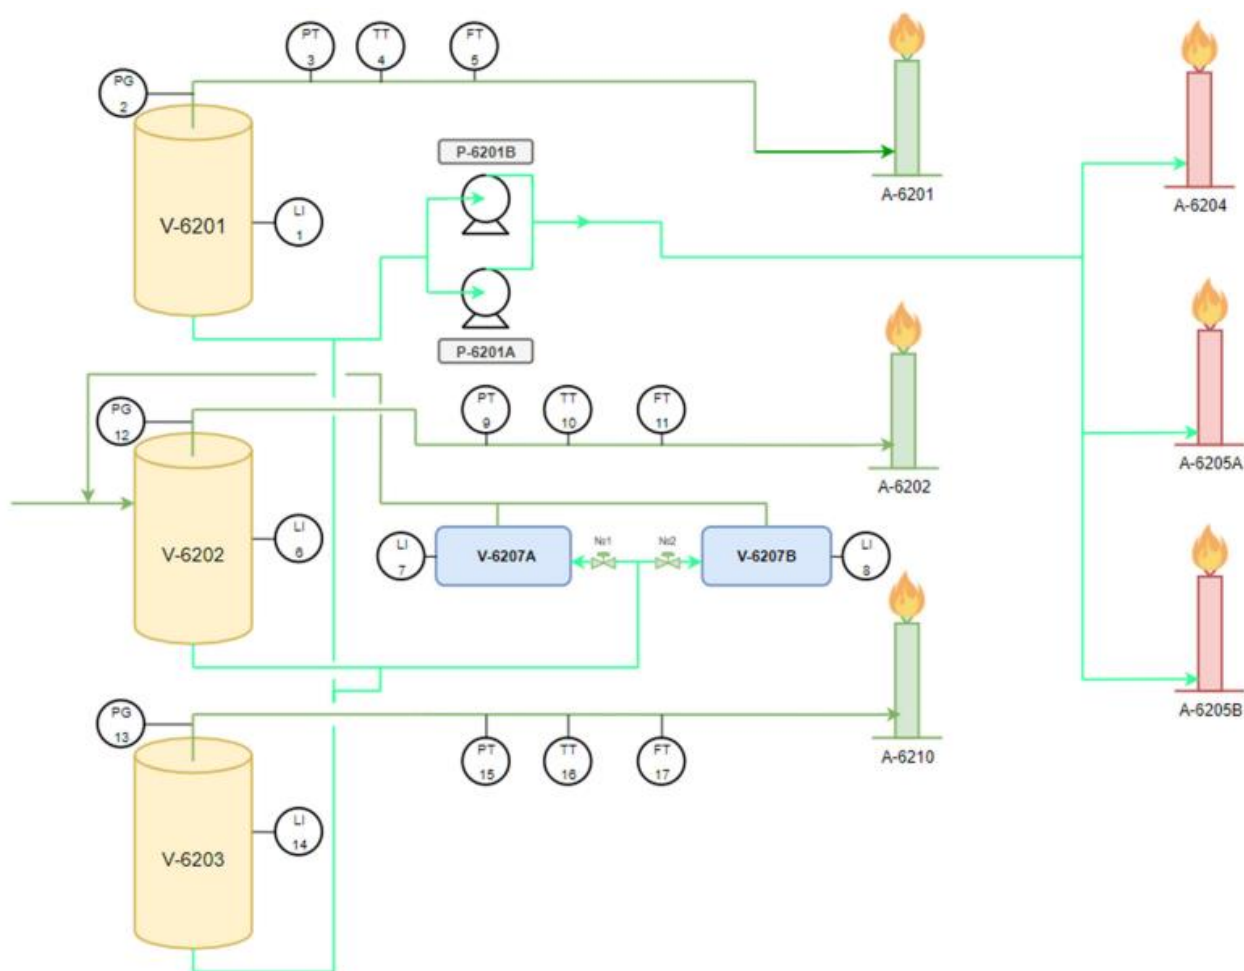 PT
3
TT
4
FT
5
PG
2
P-6201B
A-6201
A-6204
V-6201
LI
1
P-6201A
PG
12
PT
9
TT
10
FT
11
A-6202
A-6205A
V-6202
LI
6
LI
7
V-6207A
№1
№2
V-6207B
LI
8
PG
13
A-6205B
PT
15
TT
16
FT
17
A-6210
V-6203
LI
14